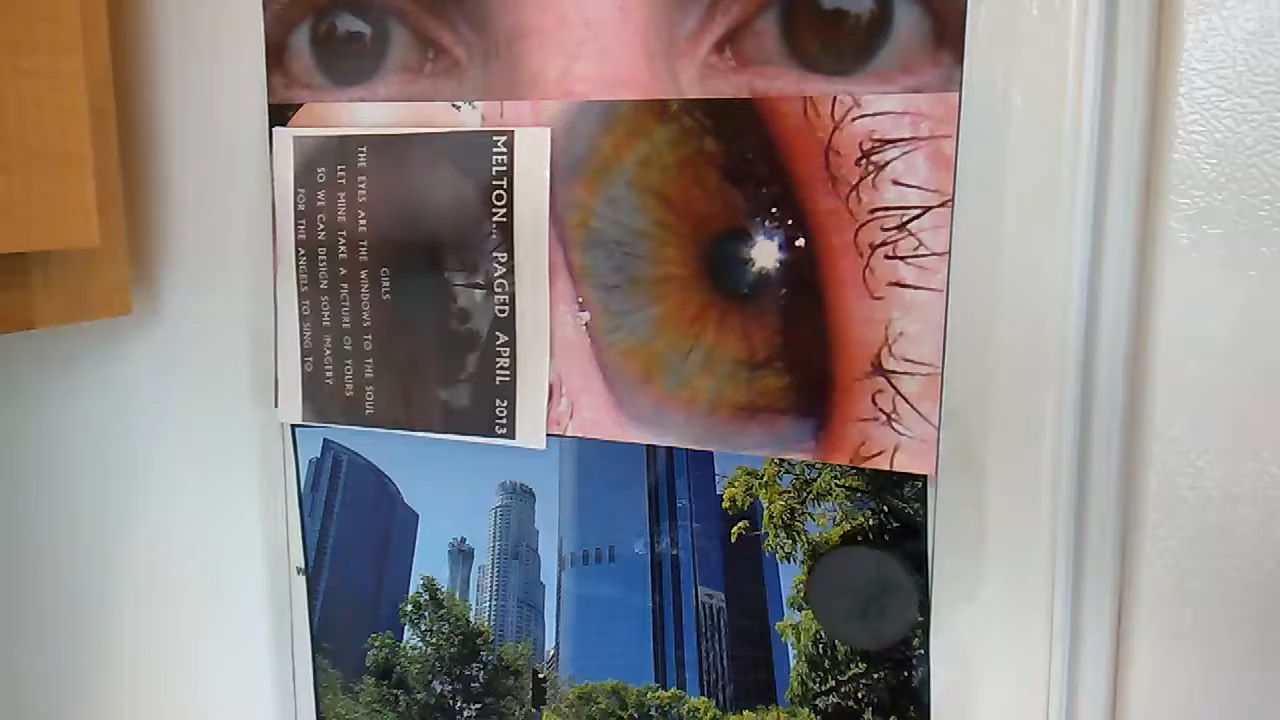 MELTON... PAGED APRIL 2013
GIRLS
THE EYES ARE THE WINDOWS TO THE SOUL
LET MINE TAKE A PICTURE OF YOURS
SO WE CAN DESIGN SOME IMAGERY
FOR THE ANGELS TO SING TO